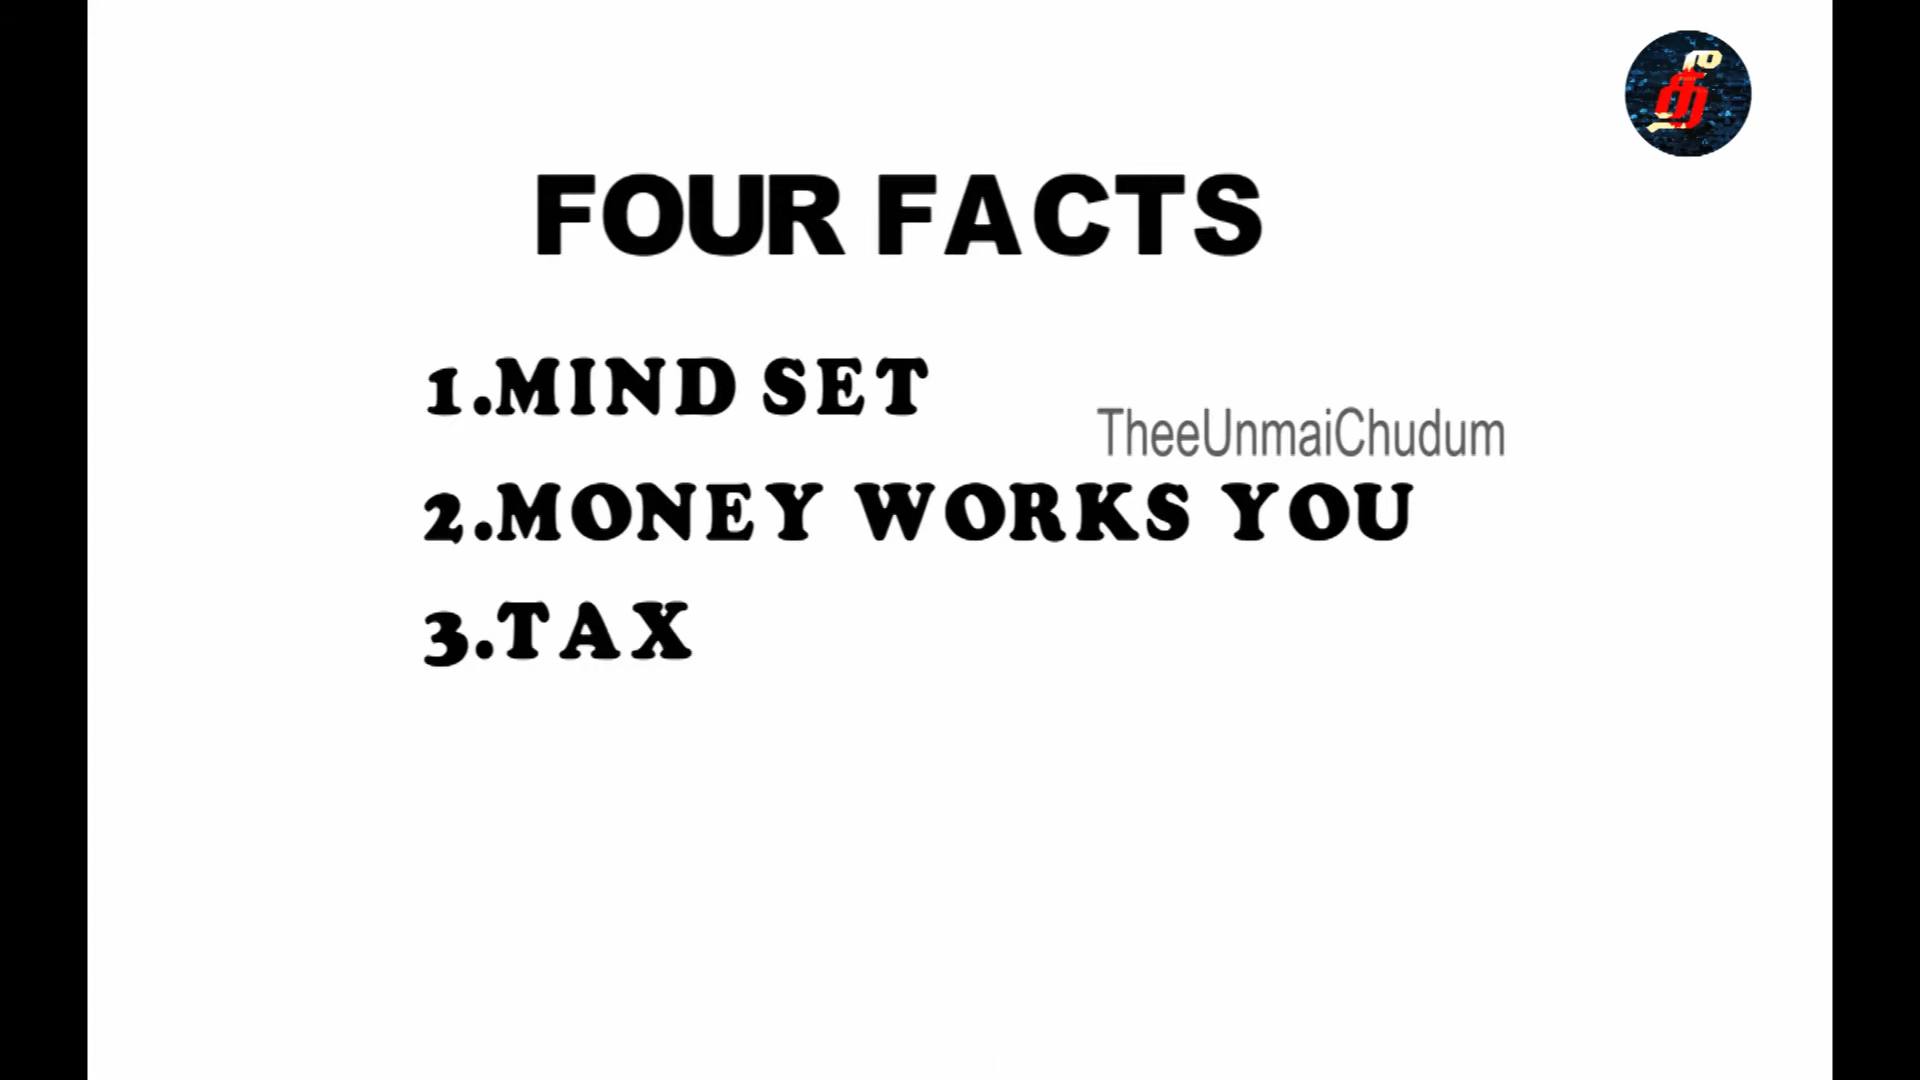 தீ
FOUR FACTS
1.MIND SET
TheeUnmaiChudum
2.MONEY WORKS YOU
3.TAX